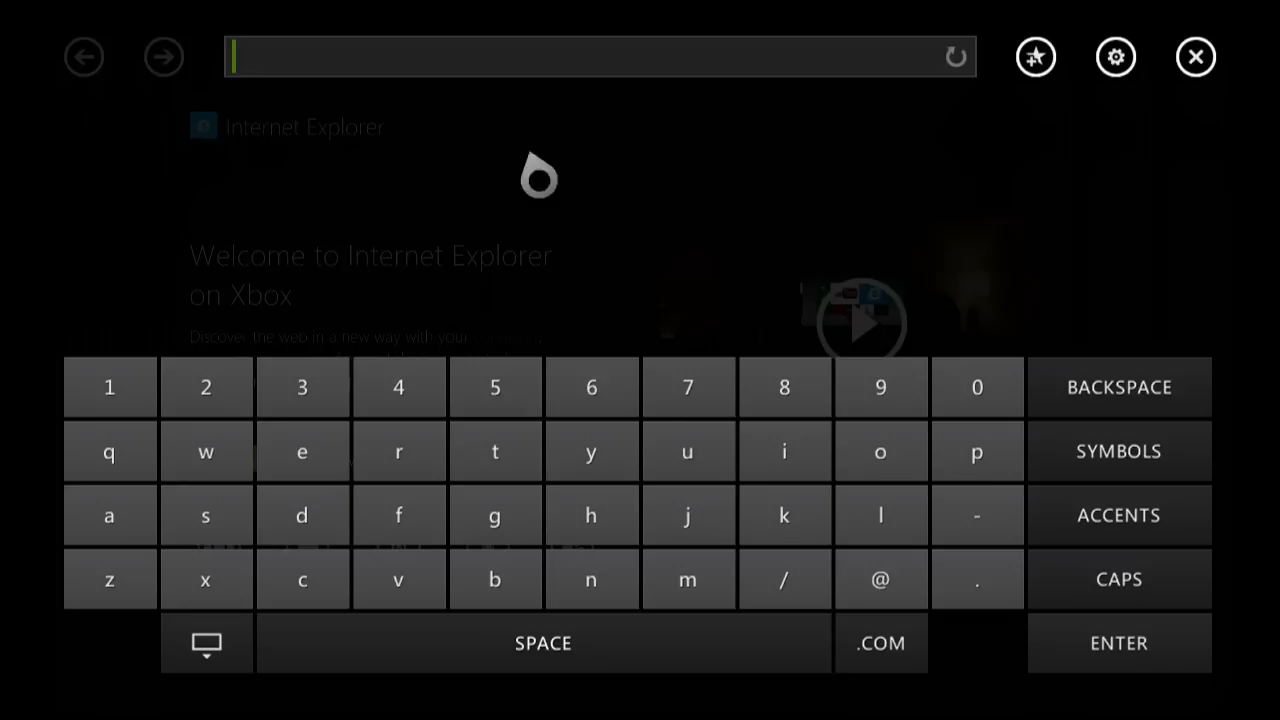 Internet Explorer
Welcome to Internet Explorer
on Xbox
Discover the web in a new way with your
1 2 3 4 5 6 7 8 9 0 BACKSPACE
q w e r t y u i o p SYMBOLS
a s d f g h j k l - ACCENTS
z x c v b n m / @ . CAPS
SPACE .COM ENTER